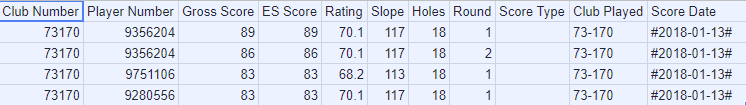 Club Number Player Number Gross Score ES Score Rating Slope Holes Round Score Type Club Played Score Date
73170 9356204 89 89 70.1 117 18 1 73-170 #2018-01-13#
73170 9356204 86 86 70.1 117 18 2 73-170 #2018-01-13#
73170 9751106 83 83 68.2 113 18 1 73-170 #2018-01-13#
73170 9280556 83 83 70.1 117 18 1 73-170 #2018-01-13#